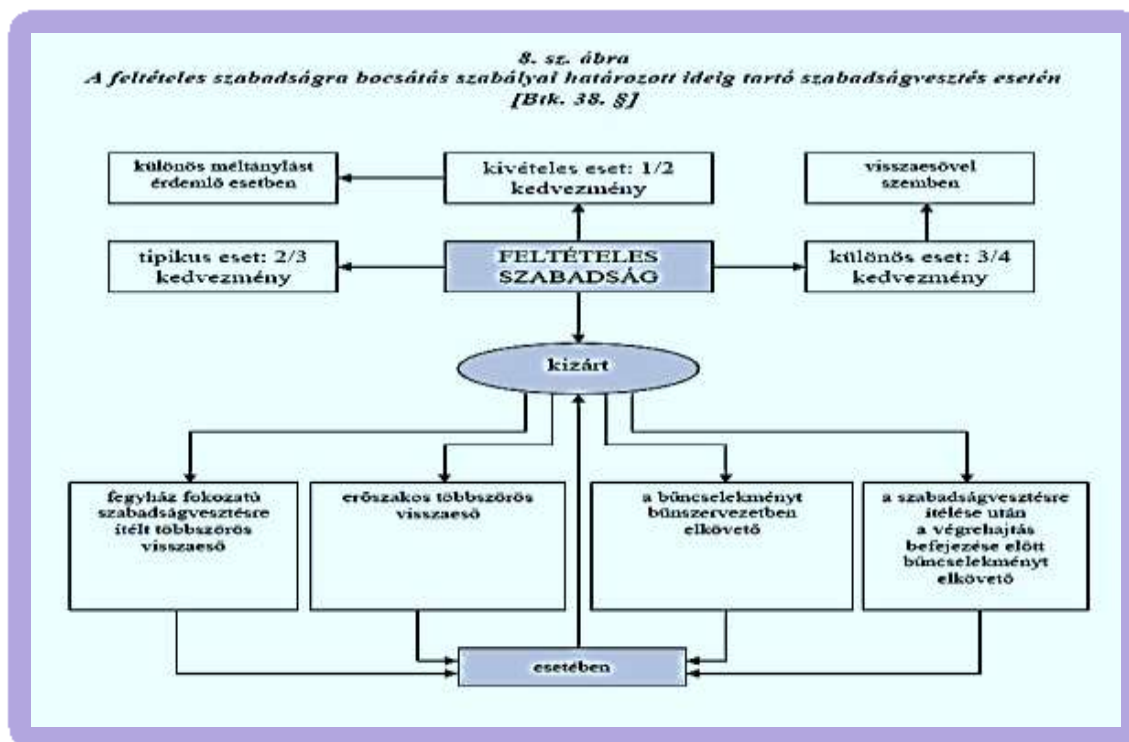 8. sz. ábra
A feltételes szabadságra bocsátás szabályai határozott ideig tartó szabadságvesztés esetén
[Btk. 38. §]
különös méltánylást
érdemlő esetben
kivételes eset: 1/2
kedvezmény
visszaesővel
szemben
tipikus eset: 2/3
kedvezmény
FELTÉTELES
SZABADSÁG
különös eset: 3/4
kedvezmény
kizárt
fegyház fokozatú
szabadságvesztésre
ítélt többszörös
visszaeső
erőszakos többszörös
visszaeső
a bűncselekményt
bűnszervezetben
elkövető
a szabadságvesztésre
ítélése után
a végrehajtás
befejezése előtt
bűncselekményt
elkövető
esetében